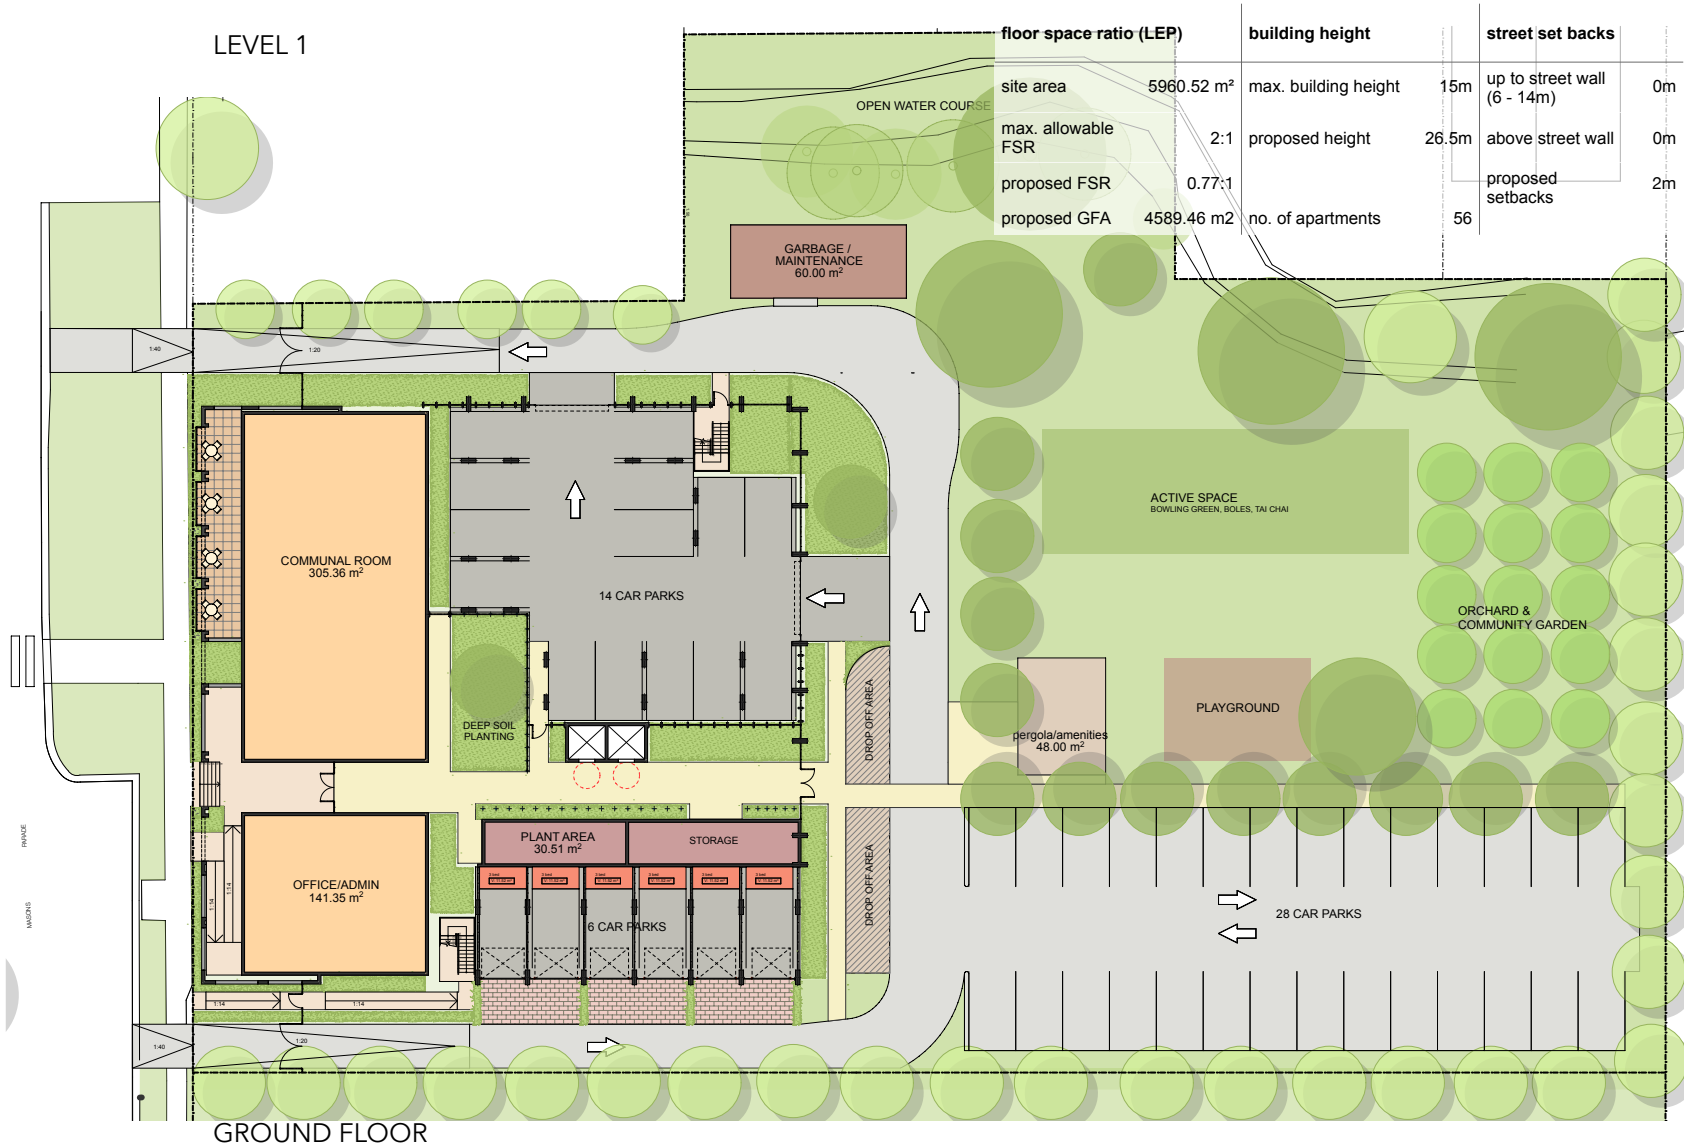 LEVEL 1
floor space ratio (LEP) building height street set backs
site area 5960.52 m² max. building height 15m up to street wall (6 - 14m) 0m
max. allowable FSR 2:1 proposed height 26.5m above street wall 0m
proposed FSR 0.77:1 proposed setbacks 2m
proposed GFA 4589.46 m2 no. of apartments 56
OPEN WATER COURSE
GARBAGE /
MAINTENANCE
60.00 m²
1:40
1:20
COMMUNAL ROOM
305.36 m²
14 CAR PARKS
ACTIVE SPACE
BOWLING GREEN, BOLES, TAI CHAI
ORCHARD &
COMMUNITY GARDEN
DEEP SOIL
PLANTING
DROP OFF AREA
PLAYGROUND
pergola/amenities
48.00 m²
PARADE
MASONS
PLANT AREA
30.51 m²
STORAGE
OFFICE/ADMIN
141.35 m²
1:14
1:14
6 CAR PARKS
DROP OFF AREA
28 CAR PARKS
1:14
1:14
1:40
1:20
GROUND FLOOR